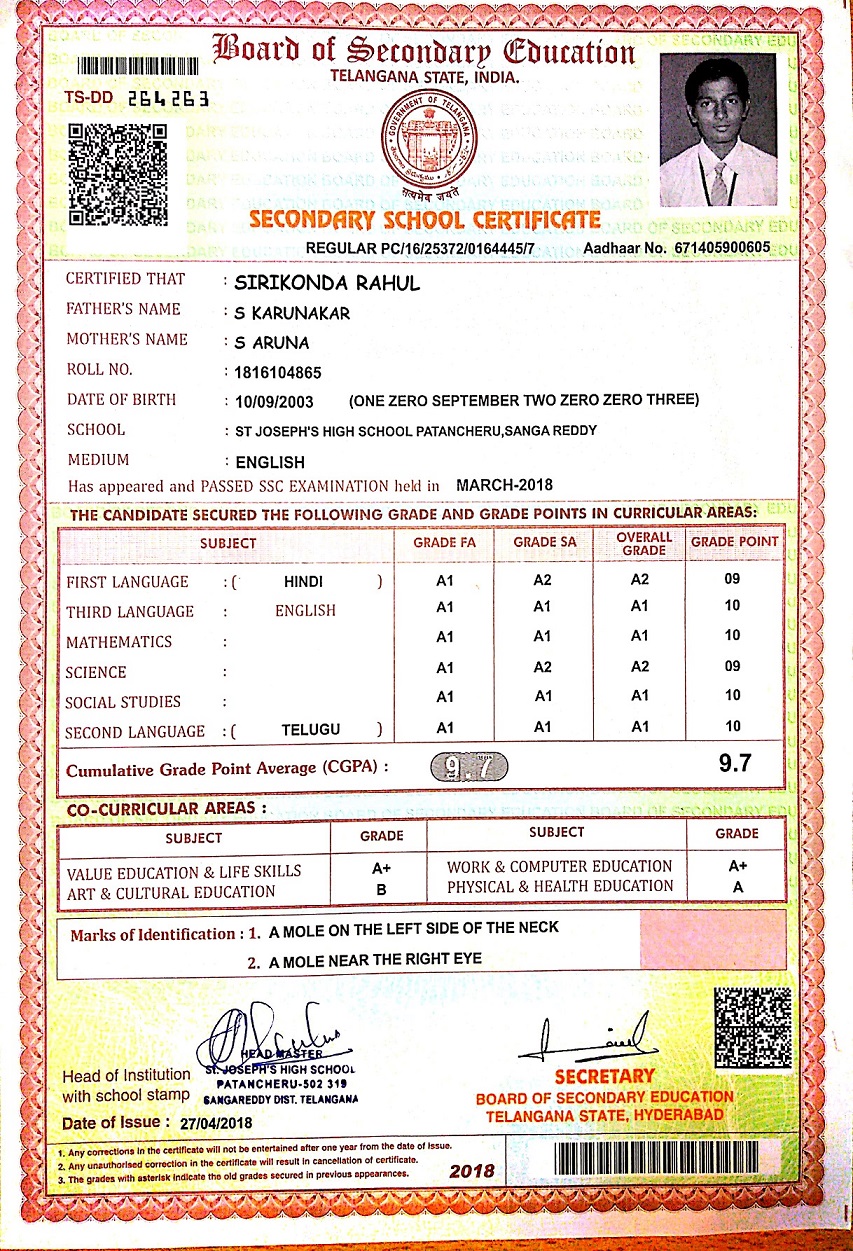 Board of Secondary Education
TELANGANA STATE, INDIA.
TS-DD 264263
GOVERNMENT OF TELANGANA
सत्यमेव जयते
SECONDARY SCHOOL CERTIFICATE
REGULAR PC/16/25372/0164445/7 Aadhaar No. 671405900605
CERTIFIED THAT : SIRIKONDA RAHUL
FATHER'S NAME : S KARUNAKAR
MOTHER'S NAME : S ARUNA
ROLL NO. : 1816104865
DATE OF BIRTH : 10/09/2003 (ONE ZERO SEPTEMBER TWO ZERO ZERO THREE)
SCHOOL : ST JOSEPH'S HIGH SCHOOL PATANCHERU,SANGA REDDY
MEDIUM : ENGLISH
Has appeared and PASSED SSC EXAMINATION held in MARCH-2018
THE CANDIDATE SECURED THE FOLLOWING GRADE AND GRADE POINTS IN CURRICULAR AREAS:
SUBJECT GRADE FA GRADE SA OVERALL GRADE GRADE POINT
FIRST LANGUAGE : ( HINDI ) A1 A2 A2 09
THIRD LANGUAGE : ENGLISH A1 A1 A1 10
MATHEMATICS : A1 A1 A1 10
SCIENCE : A1 A2 A2 09
SOCIAL STUDIES : A1 A1 A1 10
SECOND LANGUAGE : ( TELUGU ) A1 A1 A1 10
Cumulative Grade Point Average (CGPA) : 9.7 9.7
CO-CURRICULAR AREAS :
SUBJECT GRADE SUBJECT GRADE
VALUE EDUCATION & LIFE SKILLS A+ WORK & COMPUTER EDUCATION A+
ART & CULTURAL EDUCATION B PHYSICAL & HEALTH EDUCATION A
Marks of Identification : 1. A MOLE ON THE LEFT SIDE OF THE NECK
2. A MOLE NEAR THE RIGHT EYE
HEAD MASTER
ST. JOSEPH'S HIGH SCHOOL
PATANCHERU-502 319
SANGAREDDY DIST. TELANGANA
Head of Institution
with school stamp
SECRETARY
BOARD OF SECONDARY EDUCATION
TELANGANA STATE, HYDERABAD
Date of Issue : 27/04/2018
1. Any corrections in the certificate will not be entertained after one year from the date of issue.
2. Any unauthorised correction in the certificate will result in cancellation of certificate.
3. The grades with asterisk indicate the old grades secured in previous appearances.
2018